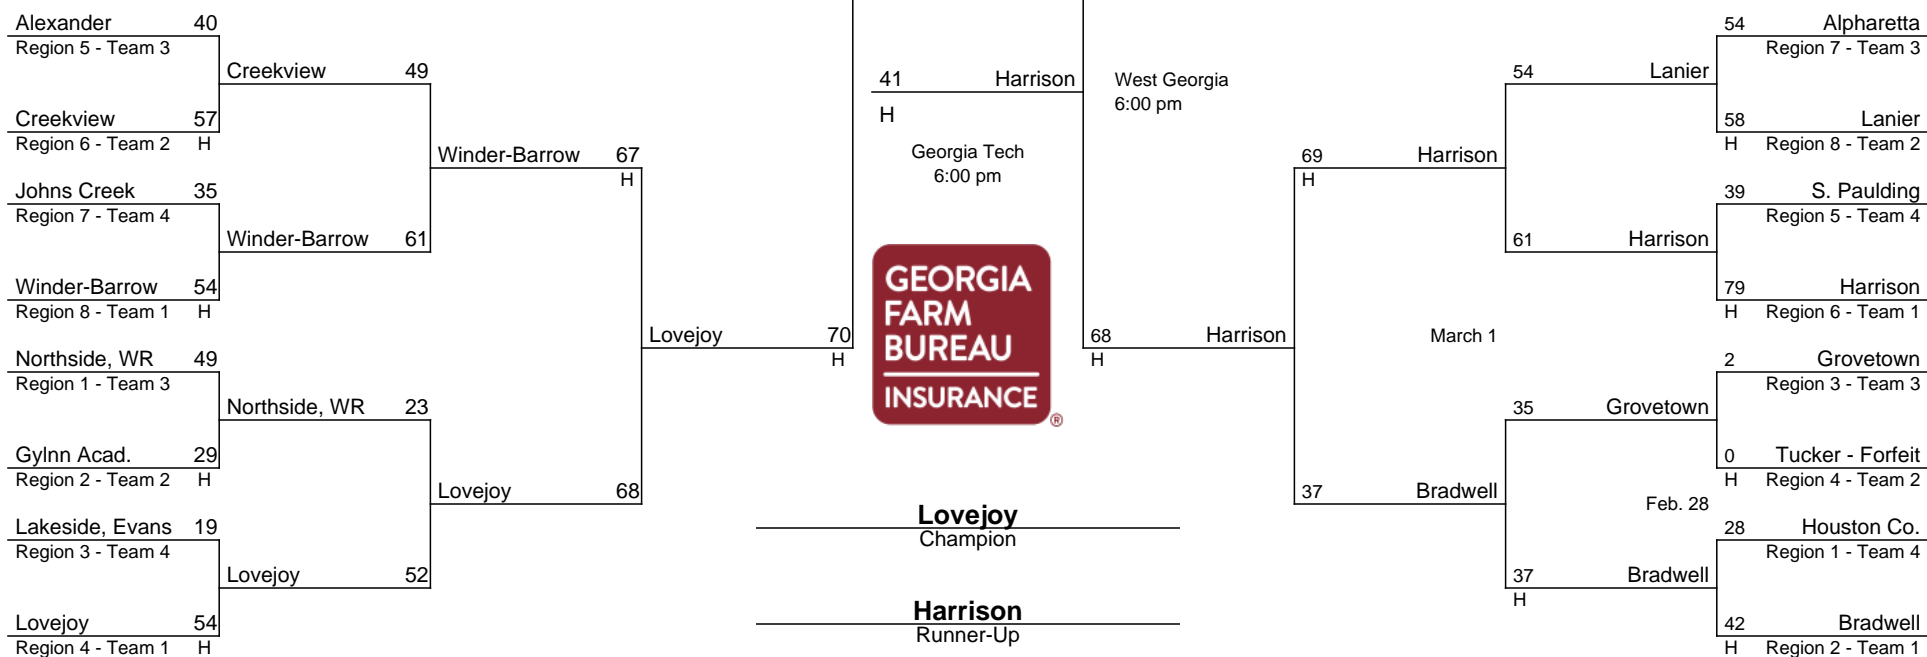 Alexander 40
Region 5 - Team 3
Creekview 49
Creekview 57
Region 6 - Team 2 H
Winder-Barrow 67
H
Johns Creek 35
Region 7 - Team 4
Winder-Barrow 61
Winder-Barrow 54
Region 8 - Team 1 H
Lovejoy 70
H
Northside, WR 49
Region 1 - Team 3
Northside, WR 23
Gylnn Acad. 29
Region 2 - Team 2 H
Lovejoy 68
Lakeside, Evans 19
Region 3 - Team 4
Lovejoy 52
Lovejoy 54
Region 4 - Team 1 H
41 Harrison
H
Georgia Tech
6:00 pm
West Georgia
6:00 pm
GEORGIA
FARM
BUREAU
INSURANCE
®
Lovejoy
Champion
Harrison
Runner-Up
54 Alpharetta
Region 7 - Team 3
54 Lanier
58 Lanier
H Region 8 - Team 2
69 Harrison
H
39 S. Paulding
Region 5 - Team 4
61 Harrison
79 Harrison
H Region 6 - Team 1
68 Harrison
H
March 1
2 Grovetown
Region 3 - Team 3
35 Grovetown
0 Tucker - Forfeit
H Region 4 - Team 2
37 Bradwell
Feb. 28
28 Houston Co.
Region 1 - Team 4
37 Bradwell
H
42 Bradwell
H Region 2 - Team 1